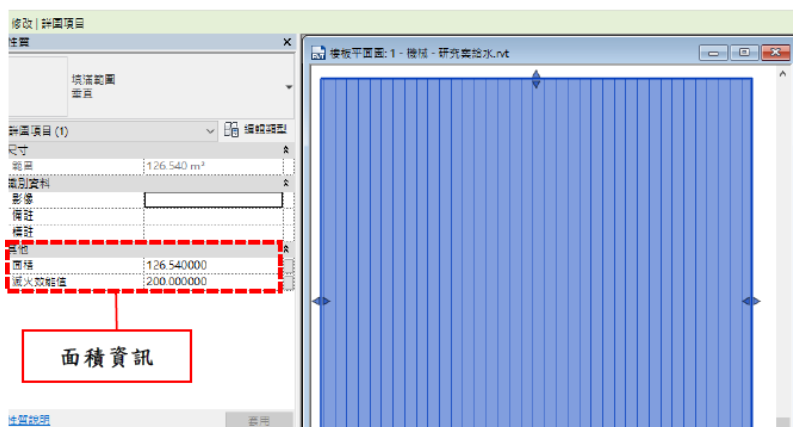 修改 | 詳圖項目
性質
樓板平面圖: 1 - 機械 - 研究案給水.rvt
填滿範圍
垂直
詳圖項目 (1)
編輯類型
尺寸
範圍 126.540 m²
識別資料
影像
備註
標註
其他
面積 126.540000
滅火效能值 200.000000
面積資訊
性質說明
套用